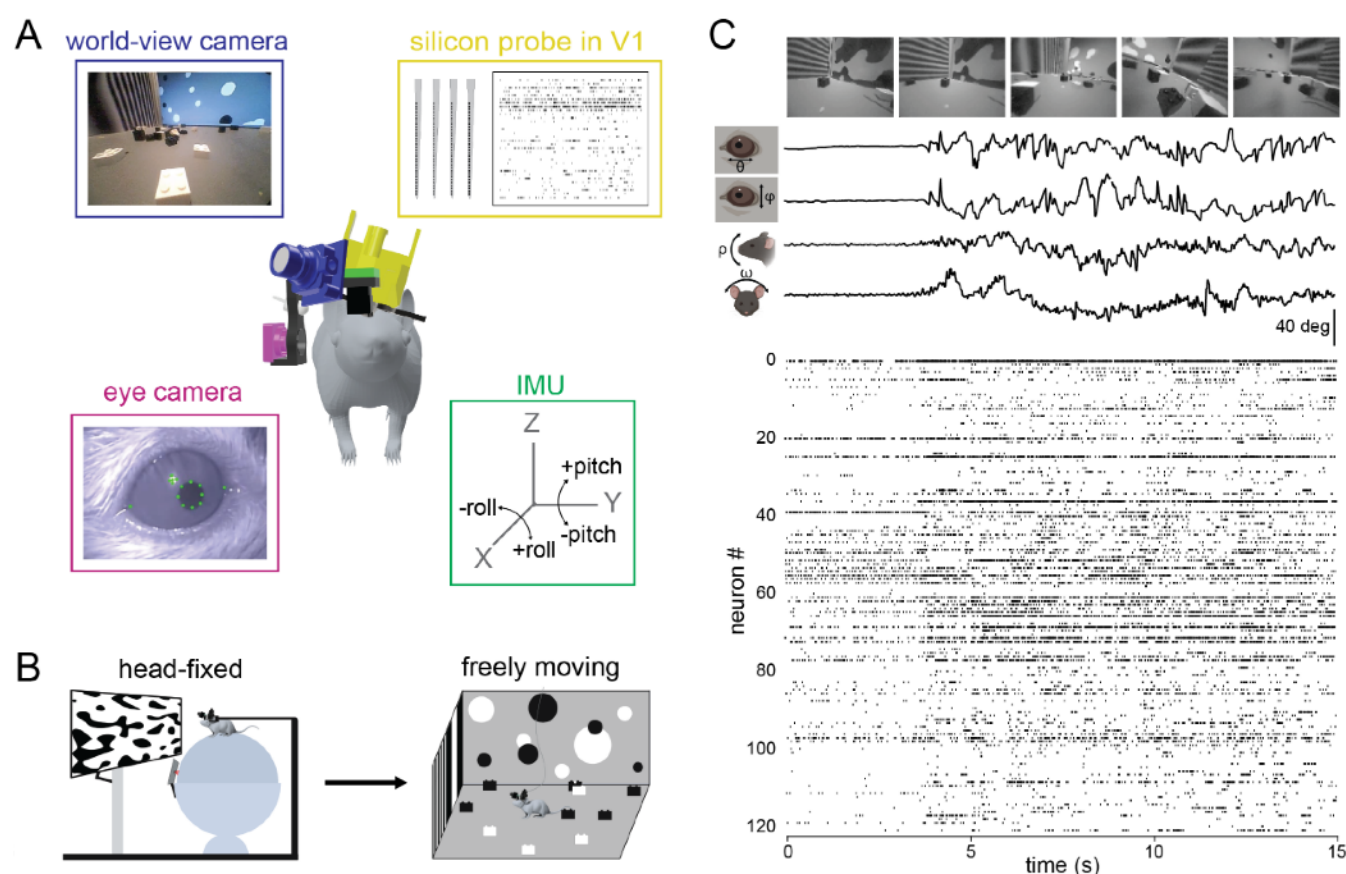 A
world-view camera
silicon probe in V1
eye camera
IMU
Z
+pitch
-roll
Y
-pitch
+roll
X
B
head-fixed
freely moving
C
θ
φ
ρ
ω
40 deg
0
20
40
60
80
100
120
neuron #
0 5 10 15
time (s)